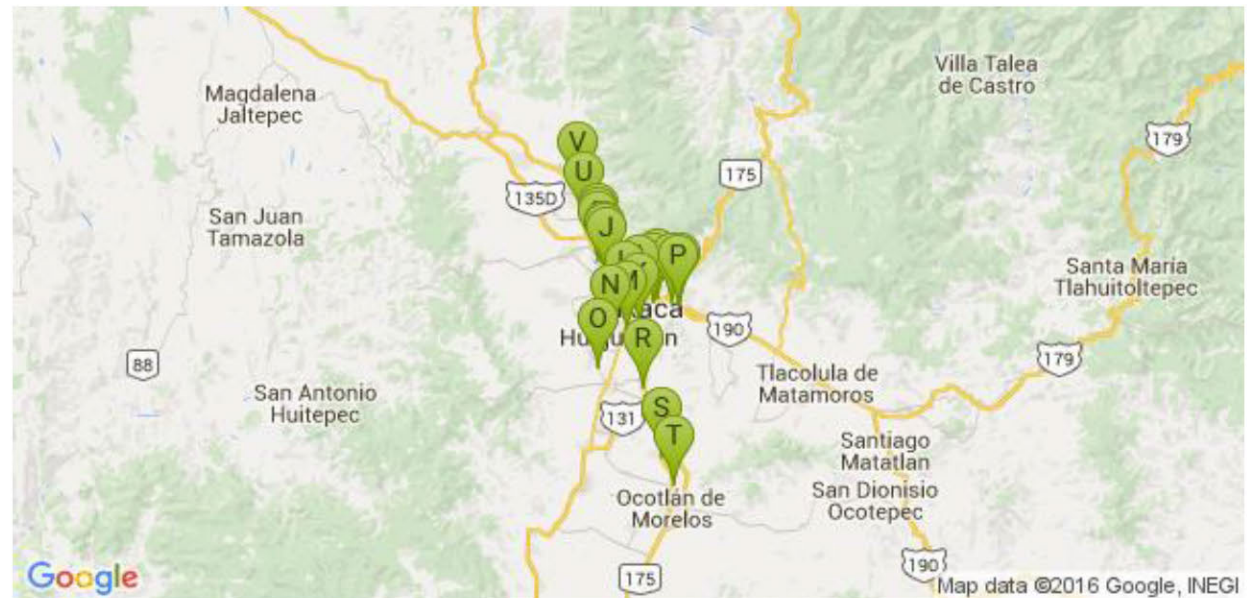 Villa Talea
de Castro
Magdalena
Jaltepec
V
179
U
175
135D
San Juan
Tamazola
J
P
Santa María
Tlahuitoltepec
N
M
O
R
190
88
179
Tlacolula de
Matamoros
San Antonio
Huitepec
S
131
T
Santiago
Matatlan
Ocotlán de
Morelos
San Dionisio
Ocotepec
190
175
Google
Map data ©2016 Google, INEGI